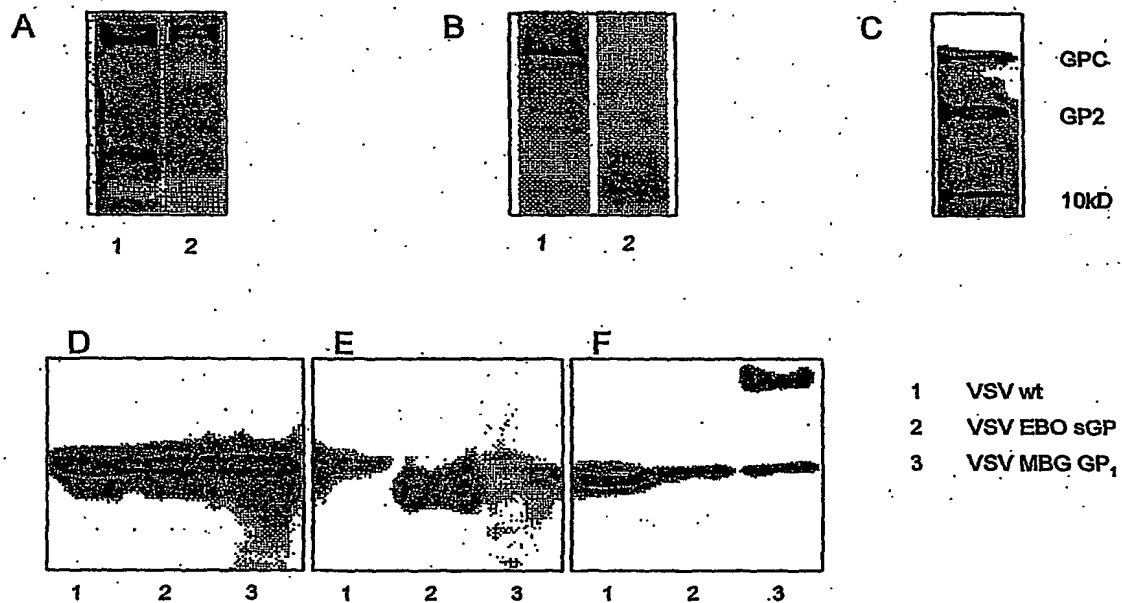 A
B
C
GPC
GP2
10kD
1 2
1 2
D
E
F
1 VSV wt
2 VSV EBO sGP
3 VSV MBG GP₁
1 2 3
1 2 3
1 2 3